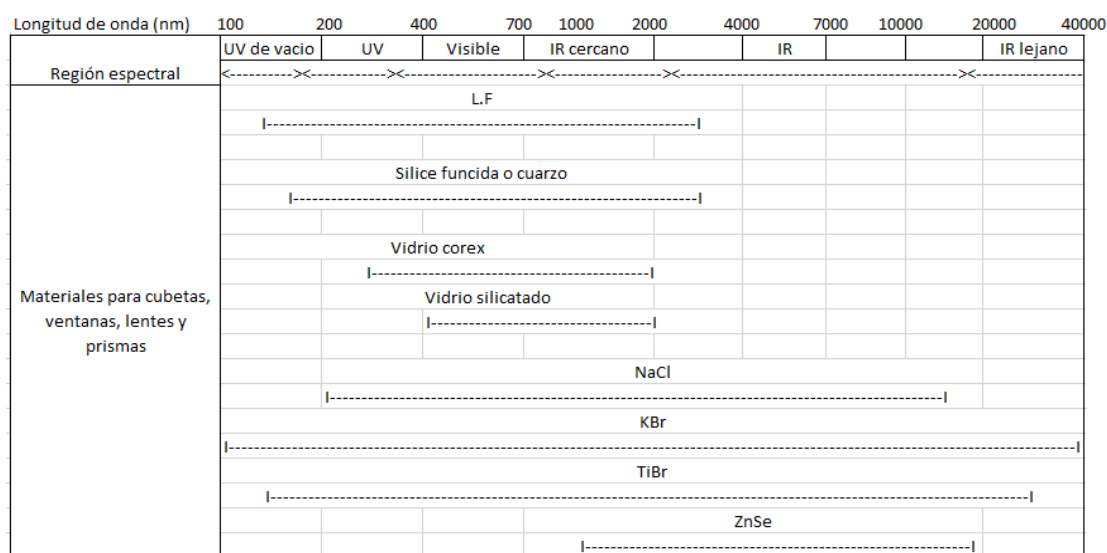 Longitud de onda (nm) 100 200 400 700 1000 2000 4000 7000 10000 20000 40000
UV de vacio UV Visible IR cercano IR IR lejano
Región espectral <----------><-------------><----------------------><------------------><---------------------------------------------><-----------------
L.F
I--------------------------------------------------------------------I
Silice funcida o cuarzo
I----------------------------------------------------------------I
Vidrio corex
I--------------------------------------------I
Materiales para cubetas,
ventanas, lentes y
prismas
Vidrio silicatado
I-----------------------------------I
NaCl
I--------------------------------------------------------------------------------------------------I
KBr
I----------------------------------------------------------------------------------------------------------------------------------------I
TiBr
I--------------------------------------------------------------------------------------------------------------------------I
ZnSe
I--------------------------------------------------------------I